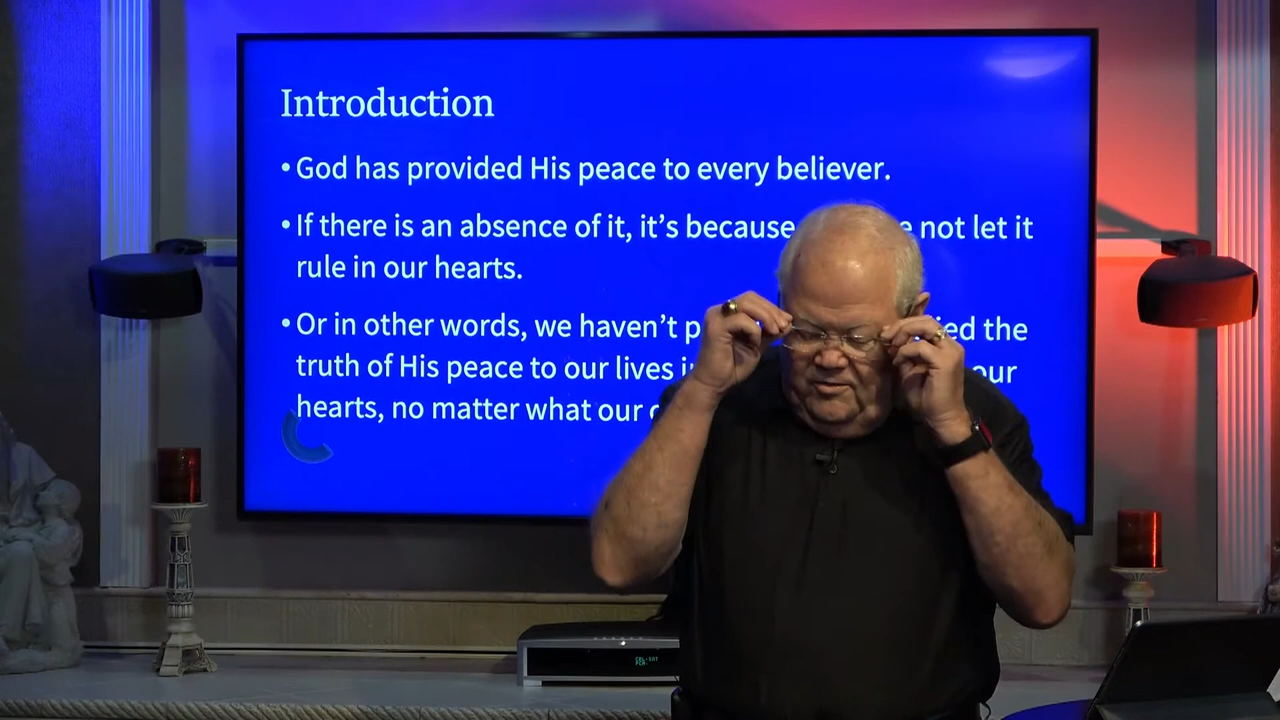 Introduction
• God has provided His peace to every believer.
• If there is an absence of it, it's because not let it
rule in our hearts.
• Or in other words, we haven't the
truth of His peace to our lives our
hearts, no matter what our